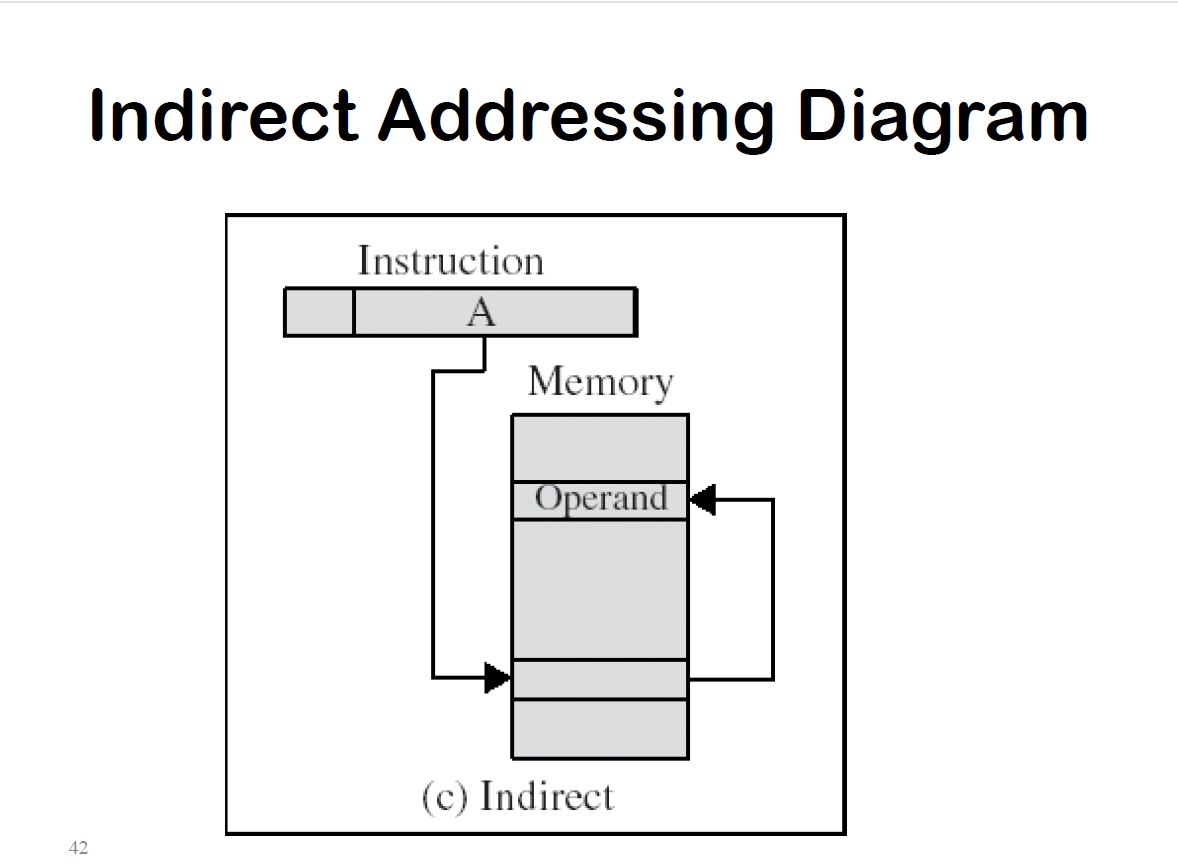 Indirect Addressing Diagram
Instruction
A
Memory
Operand
(c) Indirect
42